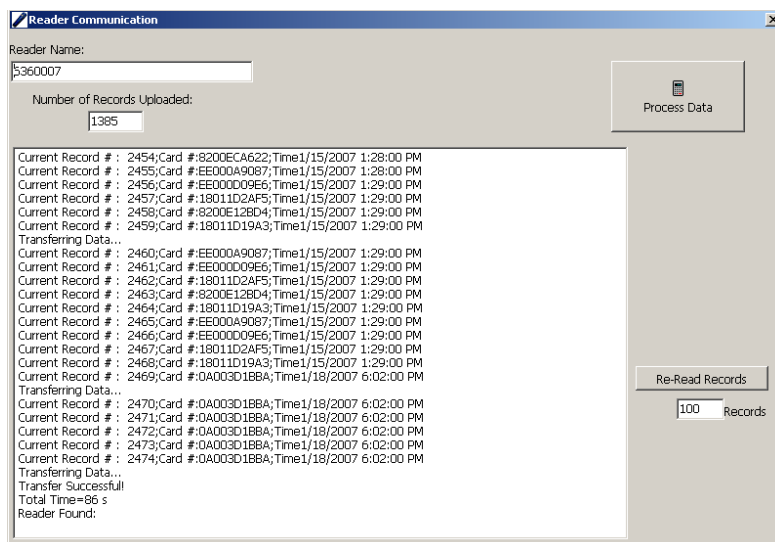 Reader Communication
Reader Name:
5360007
Number of Records Uploaded:
1385
Process Data
Current Record # : 2454;Card #:8200ECA622;Time1/15/2007 1:28:00 PM
Current Record # : 2455;Card #:EE000A9087;Time1/15/2007 1:28:00 PM
Current Record # : 2456;Card #:EE000D09E6;Time1/15/2007 1:29:00 PM
Current Record # : 2457;Card #:18011D2AF5;Time1/15/2007 1:29:00 PM
Current Record # : 2458;Card #:8200E12BD4;Time1/15/2007 1:29:00 PM
Current Record # : 2459;Card #:18011D19A3;Time1/15/2007 1:29:00 PM
Transferring Data...
Current Record # : 2460;Card #:EE000A9087;Time1/15/2007 1:29:00 PM
Current Record # : 2461;Card #:EE000D09E6;Time1/15/2007 1:29:00 PM
Current Record # : 2462;Card #:18011D2AF5;Time1/15/2007 1:29:00 PM
Current Record # : 2463;Card #:8200E12BD4;Time1/15/2007 1:29:00 PM
Current Record # : 2464;Card #:18011D19A3;Time1/15/2007 1:29:00 PM
Current Record # : 2465;Card #:EE000A9087;Time1/15/2007 1:29:00 PM
Current Record # : 2466;Card #:EE000D09E6;Time1/15/2007 1:29:00 PM
Current Record # : 2467;Card #:18011D2AF5;Time1/15/2007 1:29:00 PM
Current Record # : 2468;Card #:18011D19A3;Time1/15/2007 1:29:00 PM
Current Record # : 2469;Card #:0A003D1BBA;Time1/18/2007 6:02:00 PM
Transferring Data...
Current Record # : 2470;Card #:0A003D1BBA;Time1/18/2007 6:02:00 PM
Current Record # : 2471;Card #:0A003D1BBA;Time1/18/2007 6:02:00 PM
Current Record # : 2472;Card #:0A003D1BBA;Time1/18/2007 6:02:00 PM
Current Record # : 2473;Card #:0A003D1BBA;Time1/18/2007 6:02:00 PM
Current Record # : 2474;Card #:0A003D1BBA;Time1/18/2007 6:02:00 PM
Transferring Data...
Transfer Successful!
Total Time=86 s
Reader Found:
Re-Read Records
100 Records